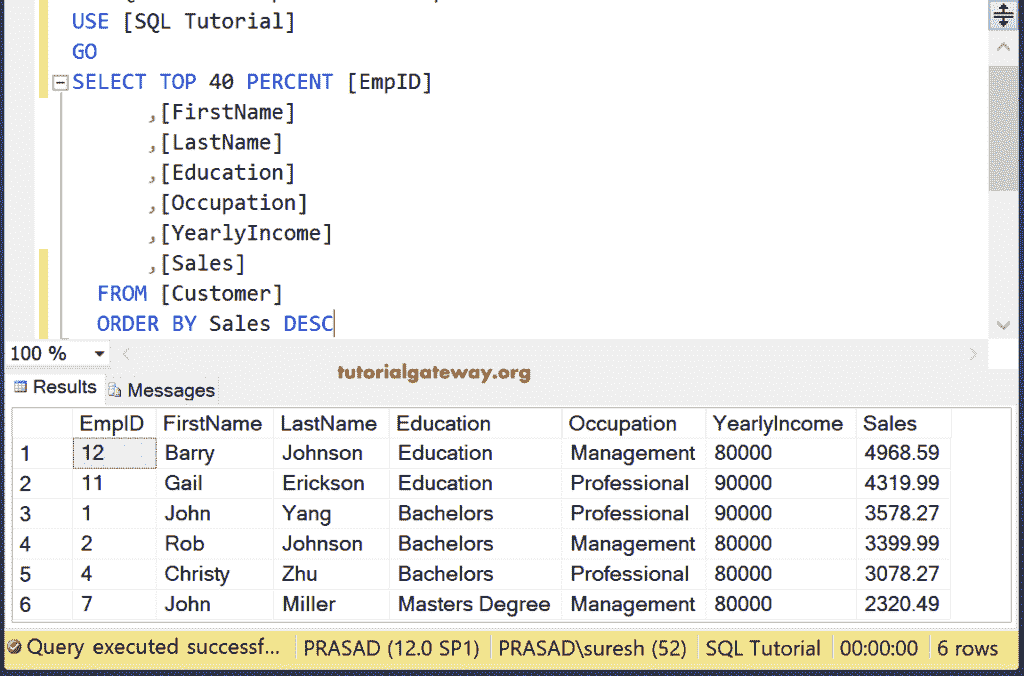 USE [SQL Tutorial]
GO
SELECT TOP 40 PERCENT [EmpID]
,[FirstName]
,[LastName]
,[Education]
,[Occupation]
,[YearlyIncome]
,[Sales]
FROM [Customer]
ORDER BY Sales DESC
100 %
tutorialgateway.org
Results Messages
EmpID FirstName LastName Education Occupation YearlyIncome Sales
1 12 Barry Johnson Education Management 80000 4968.59
2 11 Gail Erickson Education Professional 90000 4319.99
3 1 John Yang Bachelors Professional 90000 3578.27
4 2 Rob Johnson Bachelors Management 80000 3399.99
5 4 Christy Zhu Bachelors Professional 80000 3078.27
6 7 John Miller Masters Degree Management 80000 2320.49
Query executed successf... PRASAD (12.0 SP1) PRASAD\suresh (52) SQL Tutorial 00:00:00 6 rows